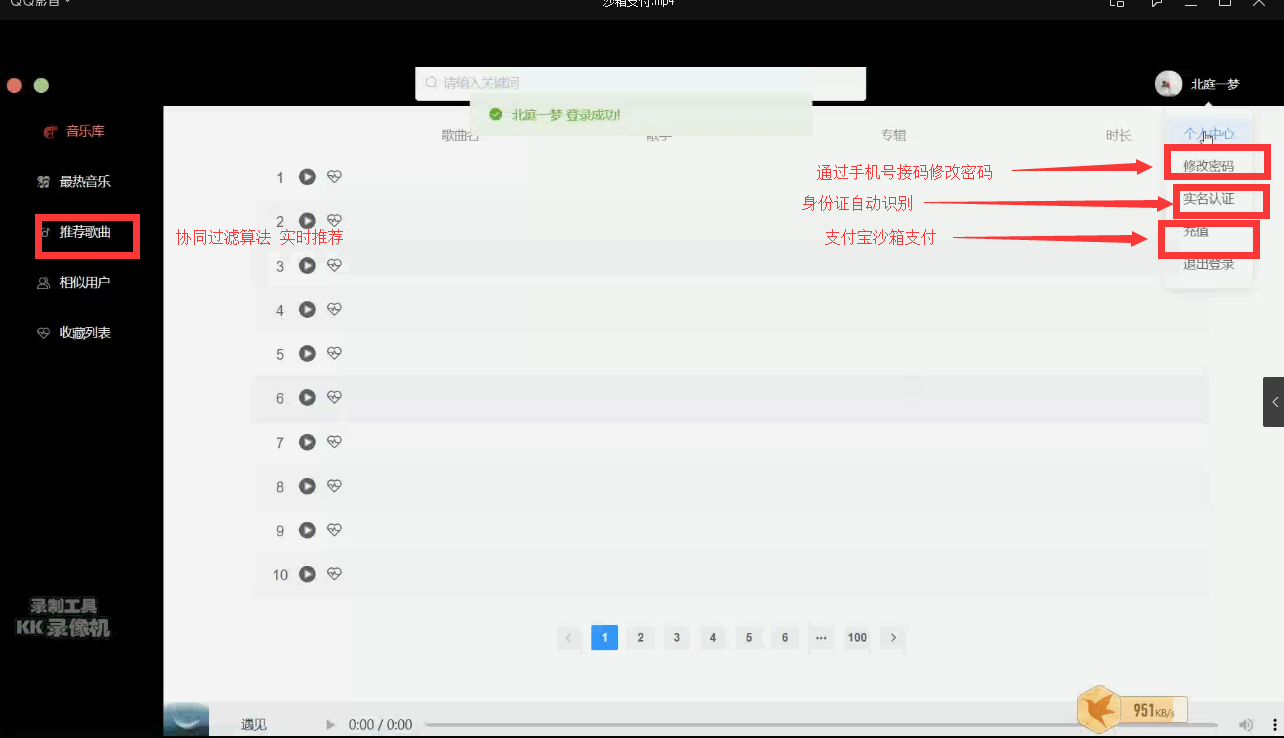 QQ影音
沙箱支付.mp4
请输入关键词
北庭一梦
北庭一梦 登录成功!
音乐库
歌曲名
歌手
专辑
时长
个人中心
通过手机号接码修改密码
修改密码
最热音乐
身份证自动识别
实名认证
推荐歌曲
协同过滤算法 实时推荐
支付宝沙箱支付
充值
退出登录
相似用户
收藏列表
1
2
3
4
5
6
7
8
9
10
录制工具
KK 录像机
1 2 3 4 5 6 ... 100
遇见
0:00 / 0:00
951KB/s